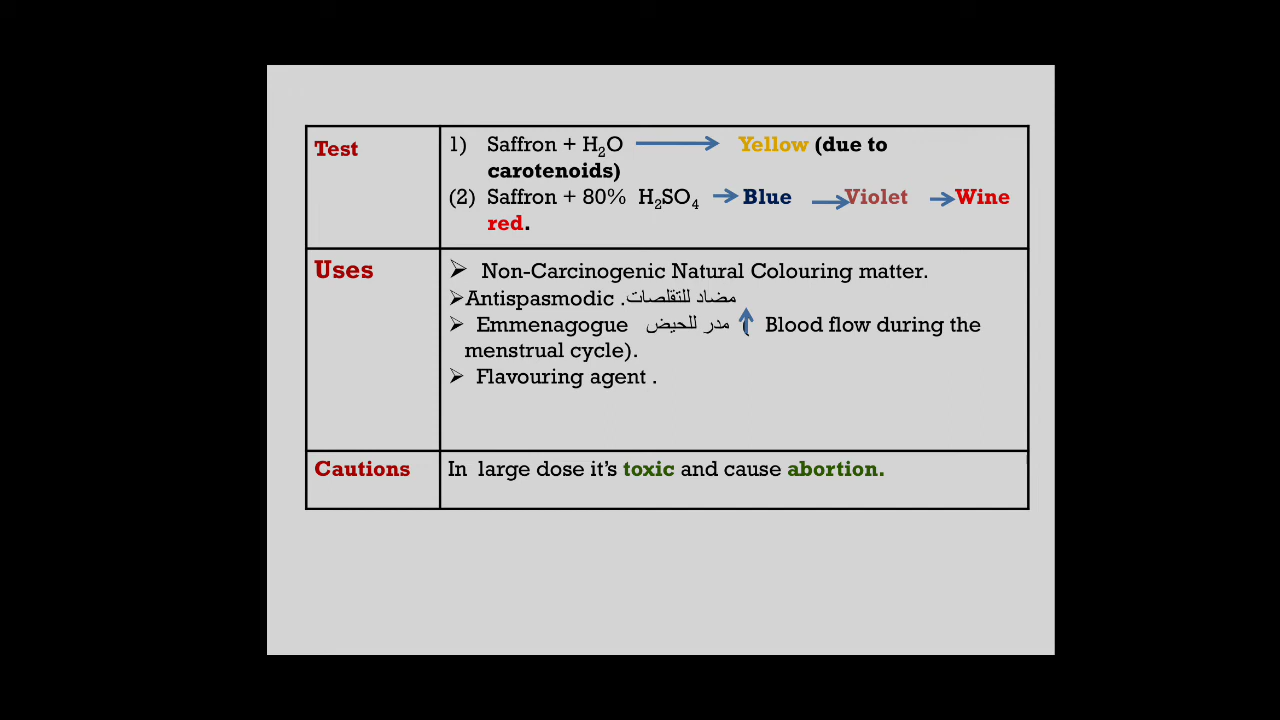 Test
1) Saffron + H₂O → Yellow (due to
carotenoids)
(2) Saffron + 80% H₂SO₄ → Blue → Violet → Wine
red.
Uses
➢ Non-Carcinogenic Natural Colouring matter.
➢Antispasmodic .مضاد للتقلصات
➢ Emmenagogue مدر للحيض (↑ Blood flow during the
menstrual cycle).
➢ Flavouring agent .
Cautions
In large dose it’s toxic and cause abortion.